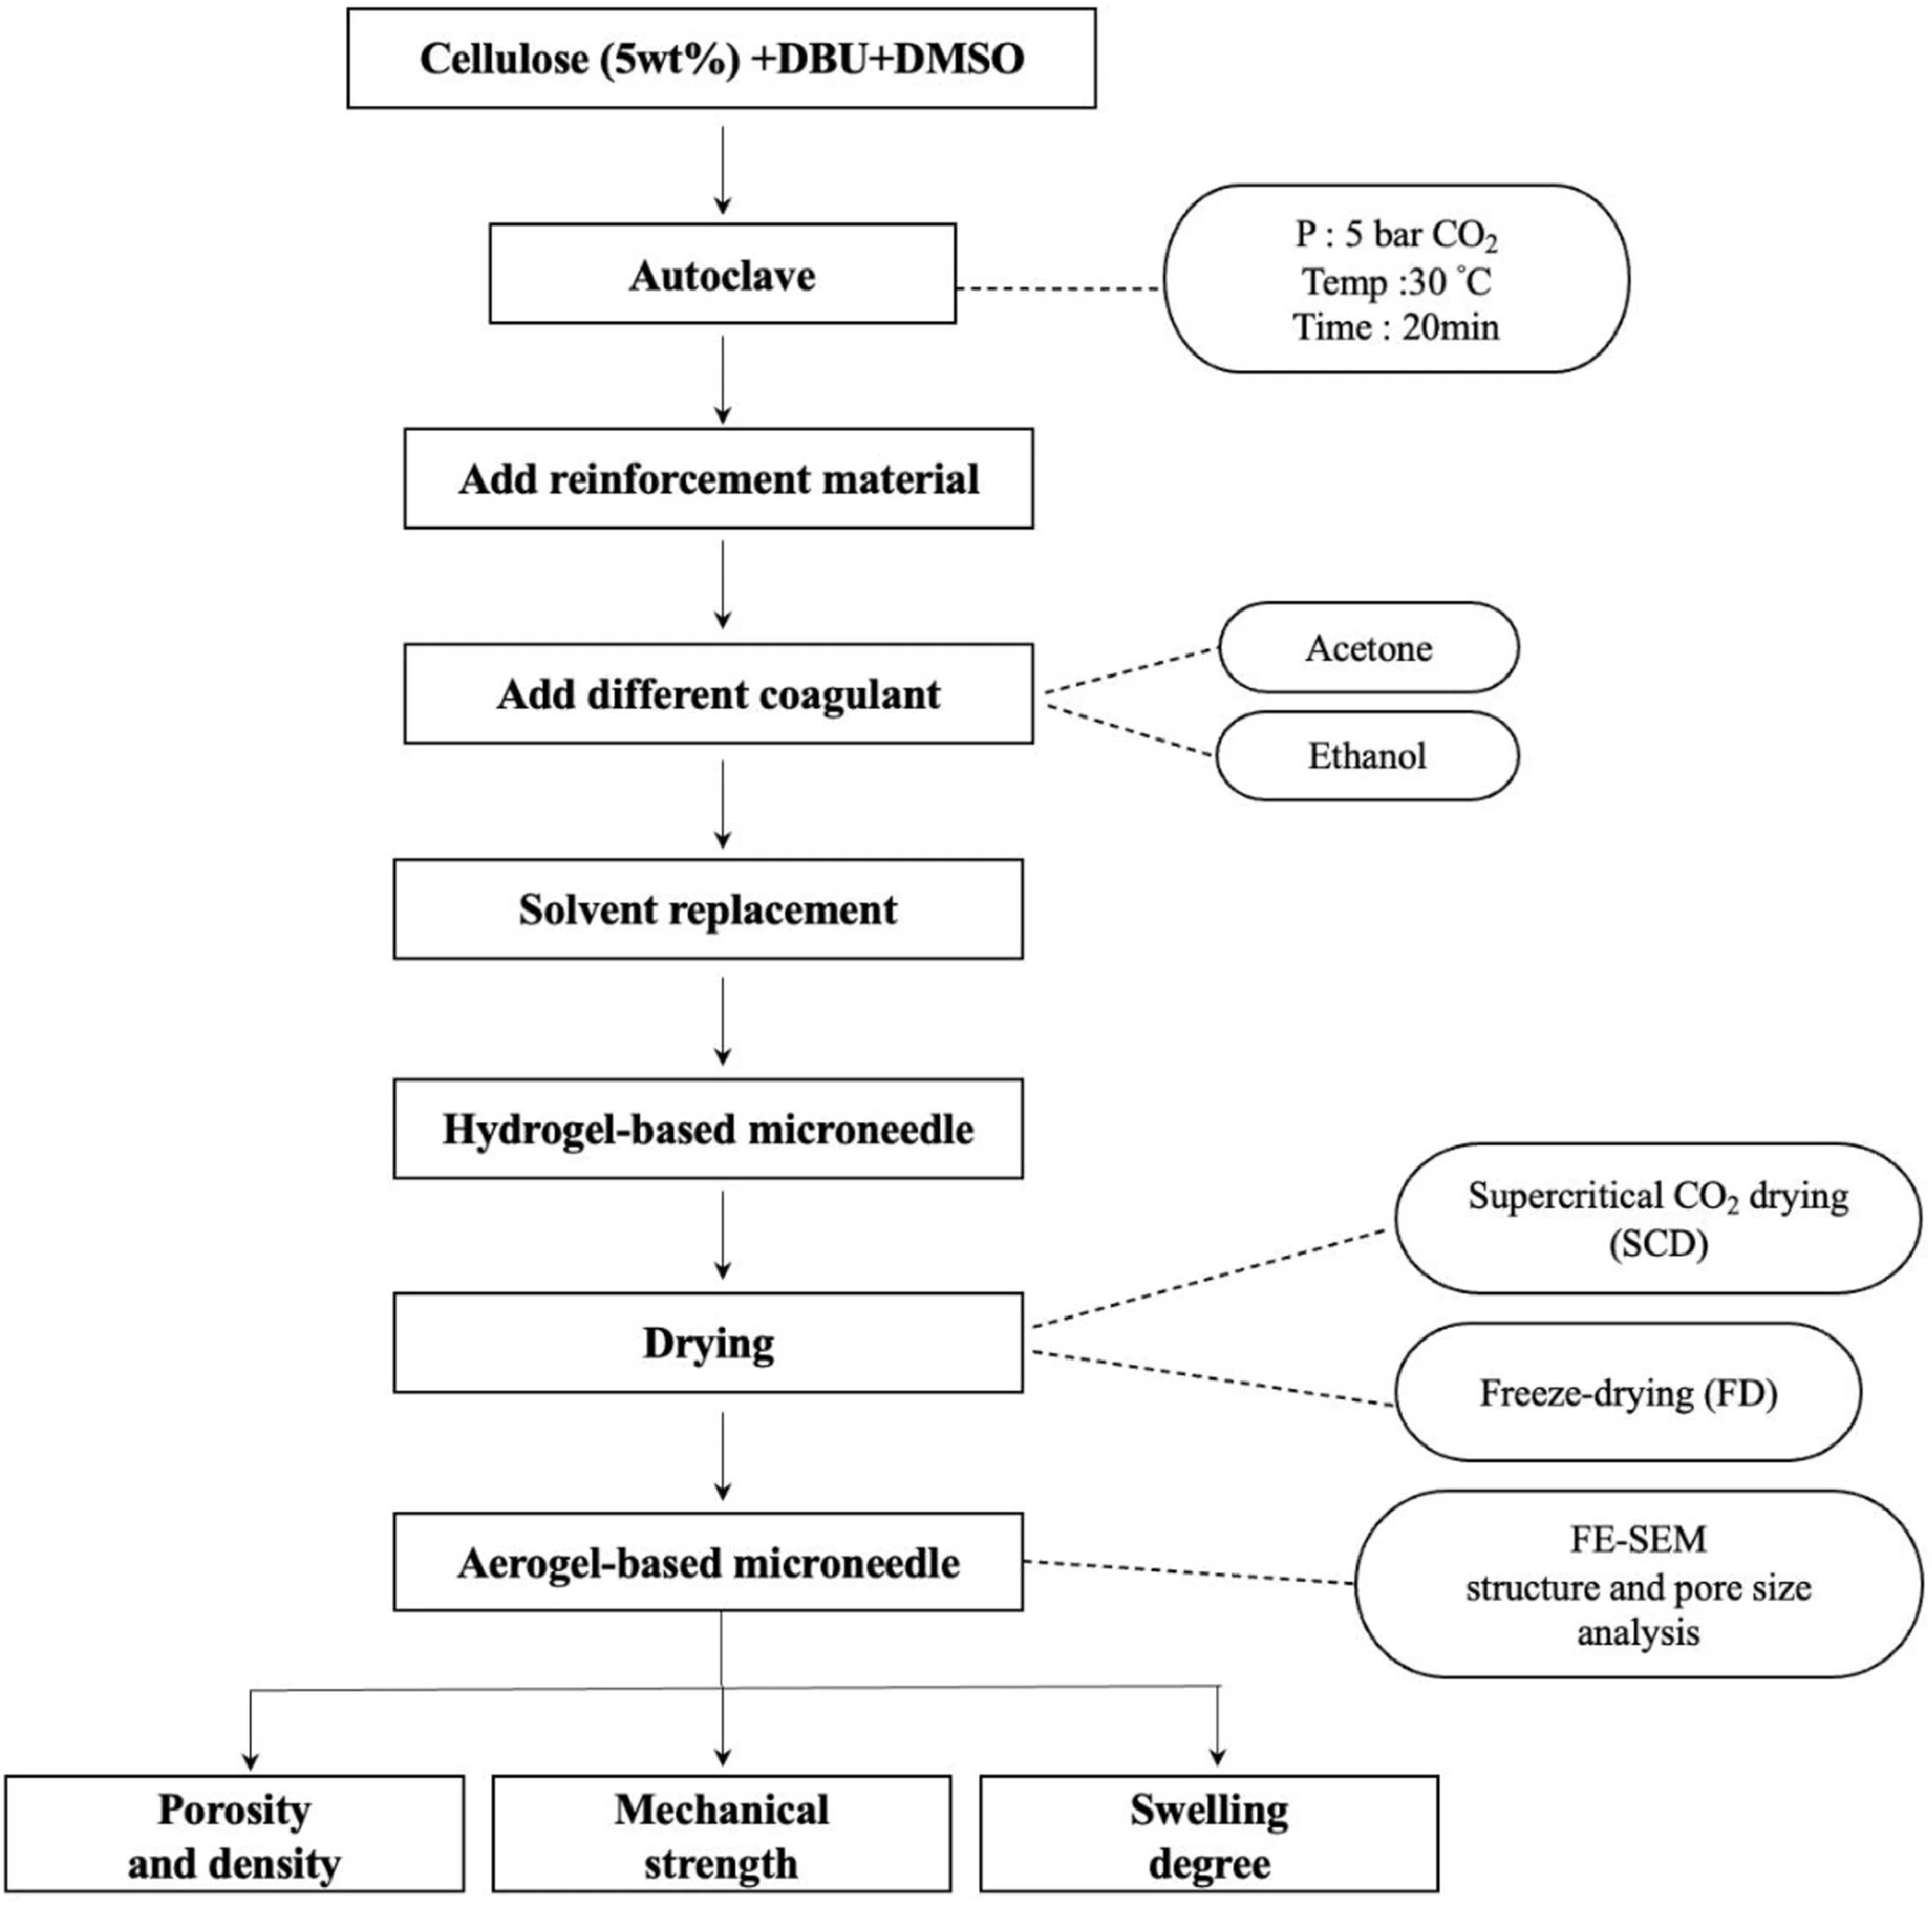 Cellulose (5wt%) +DBU+DMSO
Autoclave
P : 5 bar CO₂
Temp :30 ˚C
Time : 20min
Add reinforcement material
Add different coagulant
Acetone
Ethanol
Solvent replacement
Hydrogel-based microneedle
Drying
Supercritical CO₂ drying
(SCD)
Freeze-drying (FD)
Aerogel-based microneedle
FE-SEM
structure and pore size
analysis
Porosity
and density
Mechanical
strength
Swelling
degree